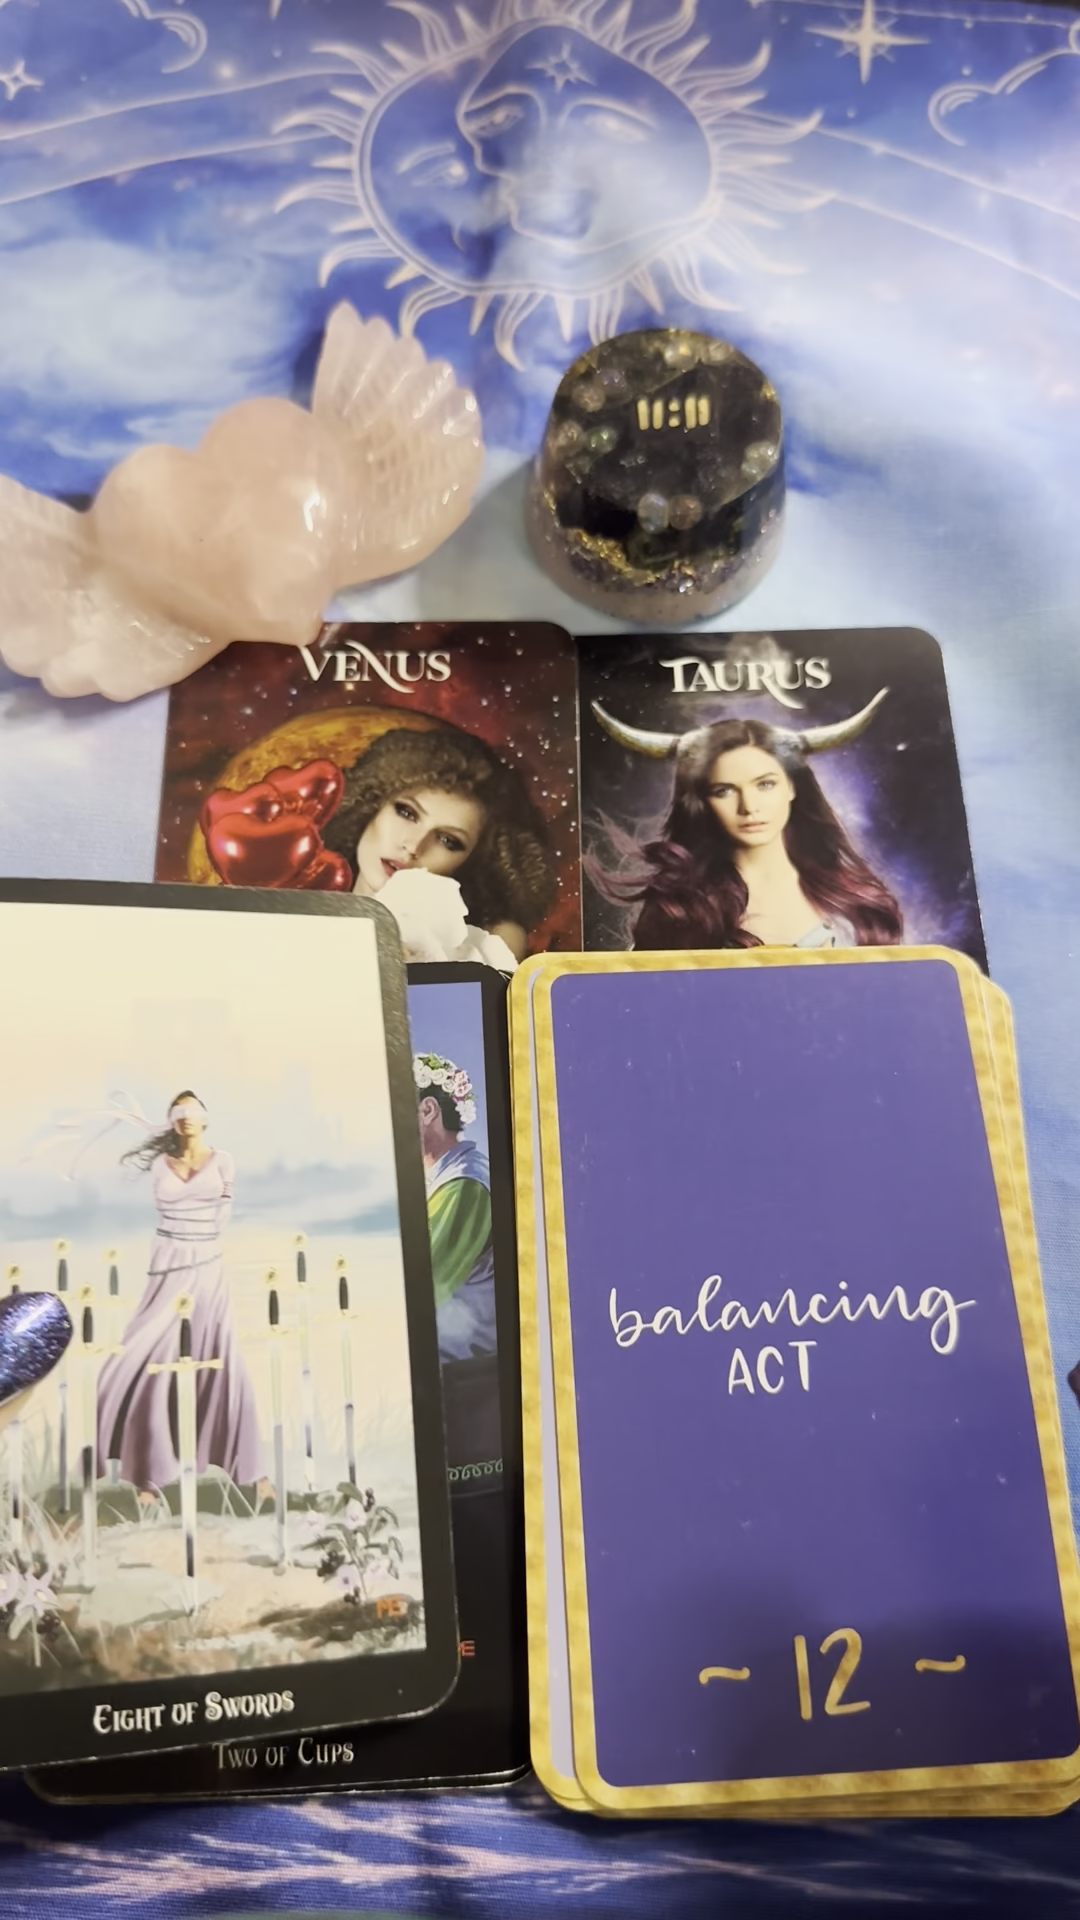 11:11
VENUS
TAURUS
balancing
ACT
~ 12 ~
EIGHT OF SWORDS
TWO OF CUPS